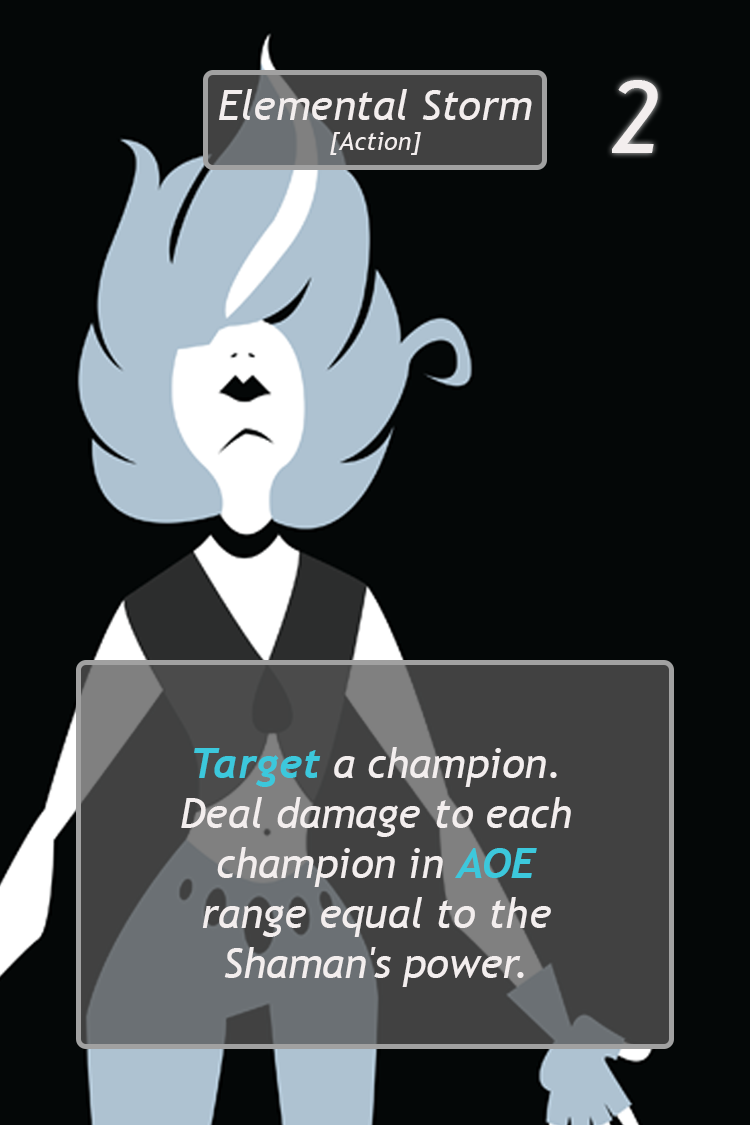 Elemental Storm
2
[Action]
Target a champion.
Deal damage to each
champion in AOE
range equal to the
Shaman's power.